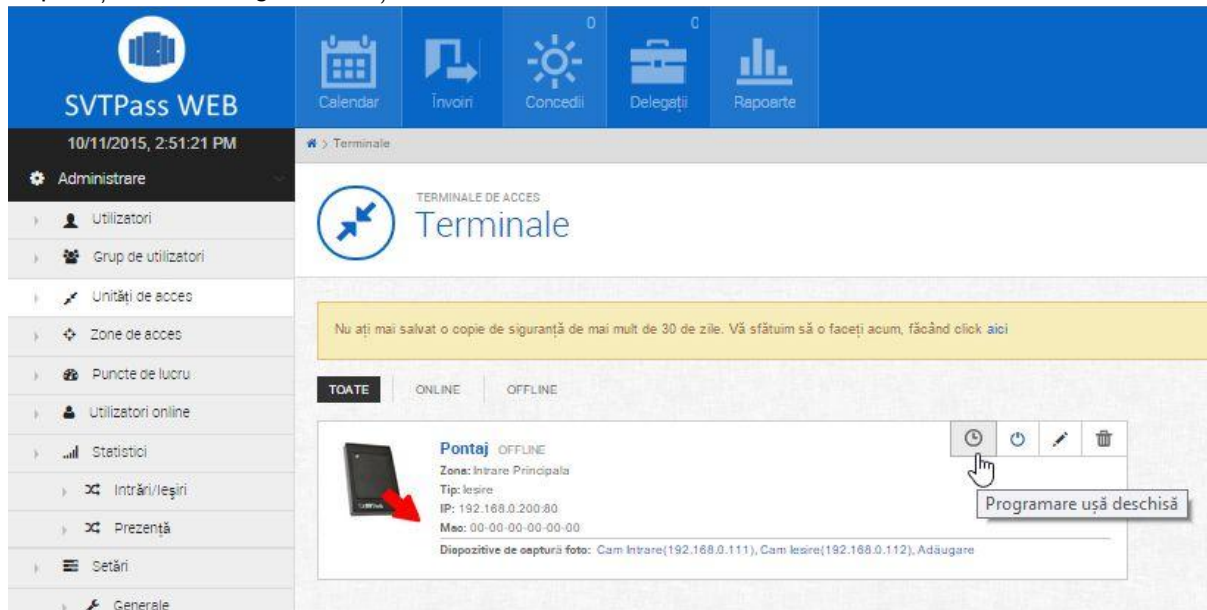 SVTPass WEB
0
0
Calendar
Învoiri
Concedii
Delegații
Rapoarte
10/11/2015, 2:51:21 PM
> Terminale
Administrare
Utilizatori
Grup de utilizatori
Unități de acces
Zone de acces
Puncte de lucru
Utilizatori online
Statistici
Intrări/Ieșiri
Prezență
Setări
Generale
TERMINALE DE ACCES
Terminale
Nu ați mai salvat o copie de siguranță de mai mult de 30 de zile. Vă sfătuim să o faceți acum, făcând click aici
TOATE
ONLINE
OFFLINE
Pontaj OFFLINE
Zona: Intrare Principala
Tip: Iesire
IP: 192.168.0.200:80
Mac: 00-00-00-00-00-00
Dispozitive de captură foto: Cam Intrare(192.168.0.111), Cam Iesire(192.168.0.112), Adăugare
Programare ușă deschisă